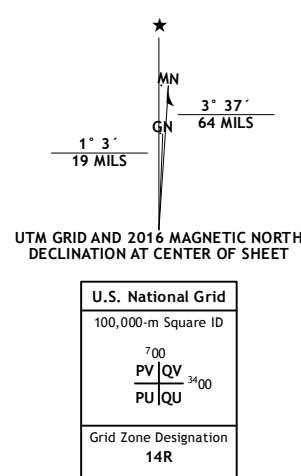 ★
MN
3° 37´
64 MILS
GN
1° 3´
19 MILS
UTM GRID AND 2016 MAGNETIC NORTH
DECLINATION AT CENTER OF SHEET
U.S. National Grid
100,000-m Square ID
⁷00
PV QV
³⁴00
PU QU
Grid Zone Designation
14R